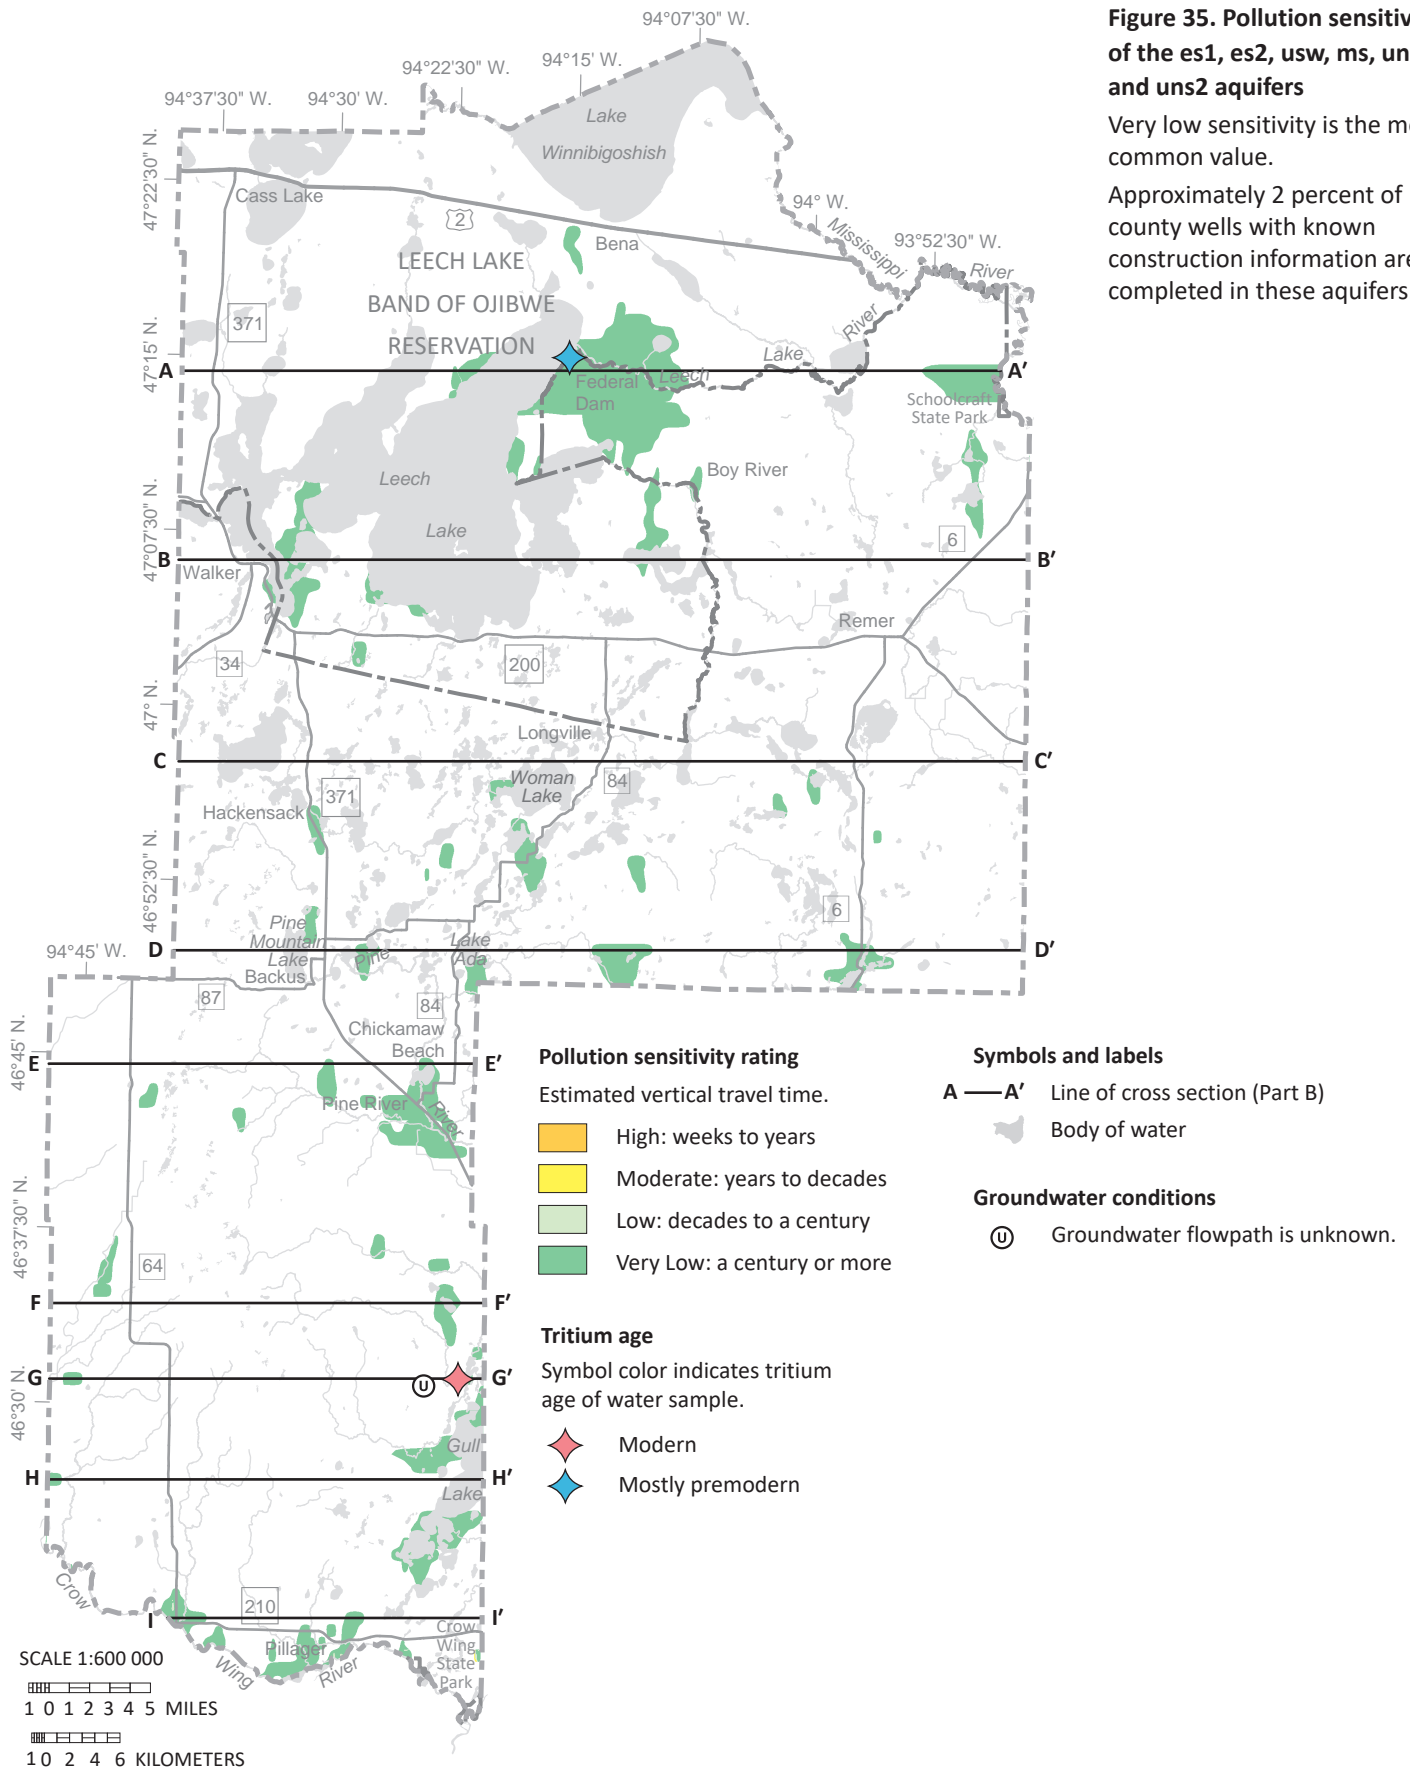 94°07'30" W.
94°15' W.
94°22'30" W.
94°37'30" W.
94°30' W.
Figure 35. Pollution
of the es1, es2, usw, ms,
and uns2 aquifers
Very low sensitivity is the
common value.
Approximately 2 percent of
county wells with known
construction information
completed in these aquifers
47°22'30" N.
Lake
Winnibigoshish
Cass Lake
2
94° W.
Mississippi
93°52'30" W.
River
Bena
LEECH LAKE
BAND OF OJIBWE
RESERVATION
371
47°15' N.
River
Lake
Leech
A
A′
Federal
Dam
Schoolcraft
State Park
Leech
Lake
Boy River
6
47°07'30" N.
B
B′
Walker
Remer
34
200
47° N.
Longville
C
C′
Woman
Lake
84
371
Hackensack
46°52'30" N.
6
Pine
Mountain
Lake
Pine
Lake
Ada
94°45' W.
D
D′
Backus
87
84
Chickamaw
Beach
46°45' N.
E
E′
Pine River
River
Pollution sensitivity rating
Estimated vertical travel time.
High: weeks to years
Moderate: years to decades
Low: decades to a century
Very Low: a century or more
Symbols and labels
A A′ Line of cross section (Part B)
Body of water
Groundwater conditions
U Groundwater flowpath is unknown.
46°37'30" N.
64
F
F′
Tritium age
Symbol color indicates tritium
age of water sample.
Modern
Mostly premodern
G
U
G′
46°30' N.
Gull
Lake
H
H′
Crow
Wing
River
I
I′
210
Pillager
Crow
Wing
State
Park
SCALE 1:600 000
1 0 1 2 3 4 5 MILES
1 0 2 4 6 KILOMETERS